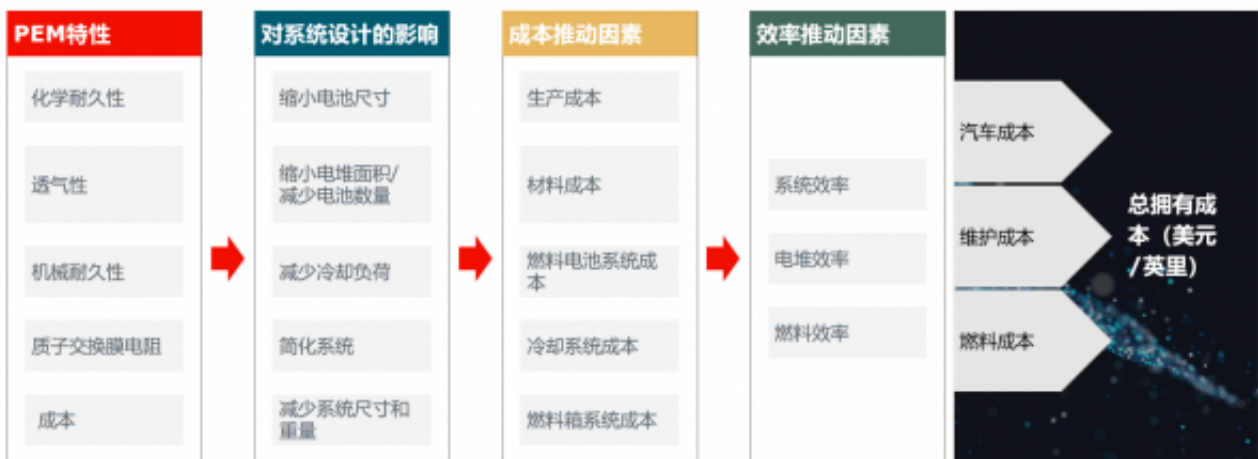 PEM特性
化学耐久性
透气性
机械耐久性
质子交换膜电阻
成本
对系统设计的影响
缩小电池尺寸
缩小电堆面积/
减少电池数量
减少冷却负荷
简化系统
减少系统尺寸和
重量
成本推动因素
生产成本
材料成本
燃料电池系统成
本
冷却系统成本
燃料箱系统成本
效率推动因素
系统效率
电堆效率
燃料效率
汽车成本
维护成本
燃料成本
总拥有成
本（美元
/英里）